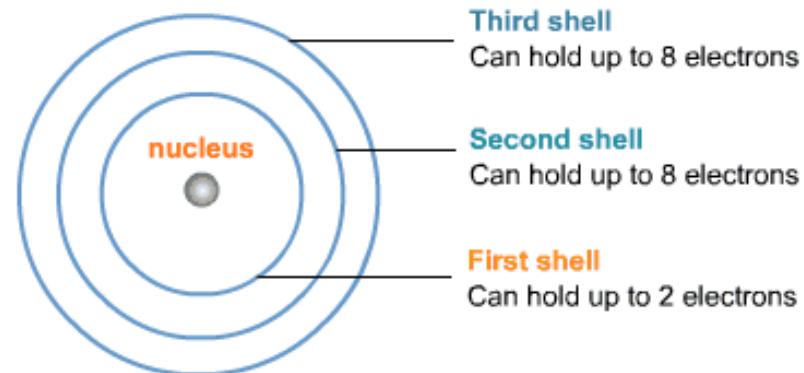 Third shell
Can hold up to 8 electrons
nucleus
Second shell
Can hold up to 8 electrons
First shell
Can hold up to 2 electrons